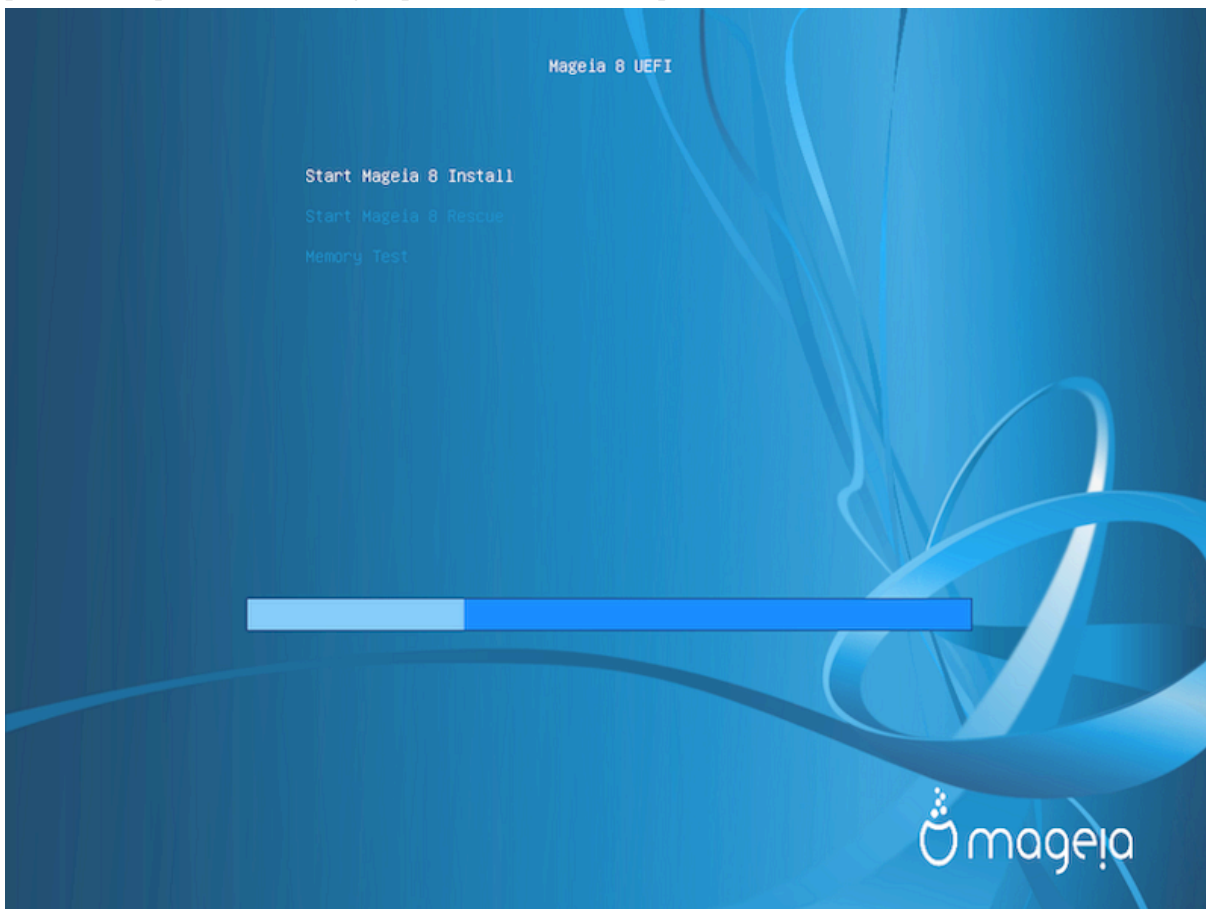 Mageia 8 UEFI
Start Mageia 8 Install
Start Mageia 8 Rescue
Memory Test
mageia